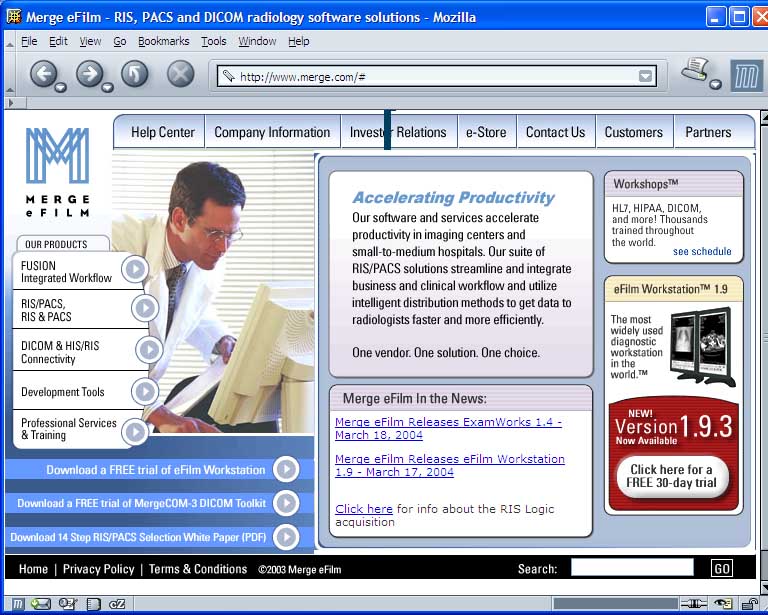 Merge eFilm - RIS, PACS and DICOM radiology software solutions - Mozilla
File Edit View Go Bookmarks Tools Window Help
http://www.merge.com/#
Help Center Company Information Investor Relations e-Store Contact Us Customers Partners
MERGE
eFILM
OUR PRODUCTS
FUSION
Integrated Workflow
RIS/PACS,
RIS & PACS
DICOM & HIS/RIS
Connectivity
Development Tools
Professional Services
& Training
Download a FREE trial of eFilm Workstation
Download a FREE trial of MergeCOM-3 DICOM Toolkit
Download 14 Step RIS/PACS Selection White Paper (PDF)
Accelerating Productivity
Our software and services accelerate
productivity in imaging centers and
small-to-medium hospitals. Our suite of
RIS/PACS solutions streamline and integrate
business and clinical workflow and utilize
intelligent distribution methods to get data to
radiologists faster and more efficiently.
One vendor. One solution. One choice.
Merge eFilm In the News:
Merge eFilm Releases ExamWorks 1.4 -
March 18, 2004
Merge eFilm Releases eFilm Workstation
1.9 - March 17, 2004
Click here for info about the RIS Logic
acquisition
Workshops™
HL7, HIPAA, DICOM,
and more! Thousands
trained throughout
the world.
see schedule
eFilm Workstation™ 1.9
The most
widely used
diagnostic
workstation
in the
world.™
NEW!
Version 1.9.3
Now Available
Click here for a
FREE 30-day trial
Home | Privacy Policy | Terms & Conditions ©2003 Merge eFilm
Search: GO